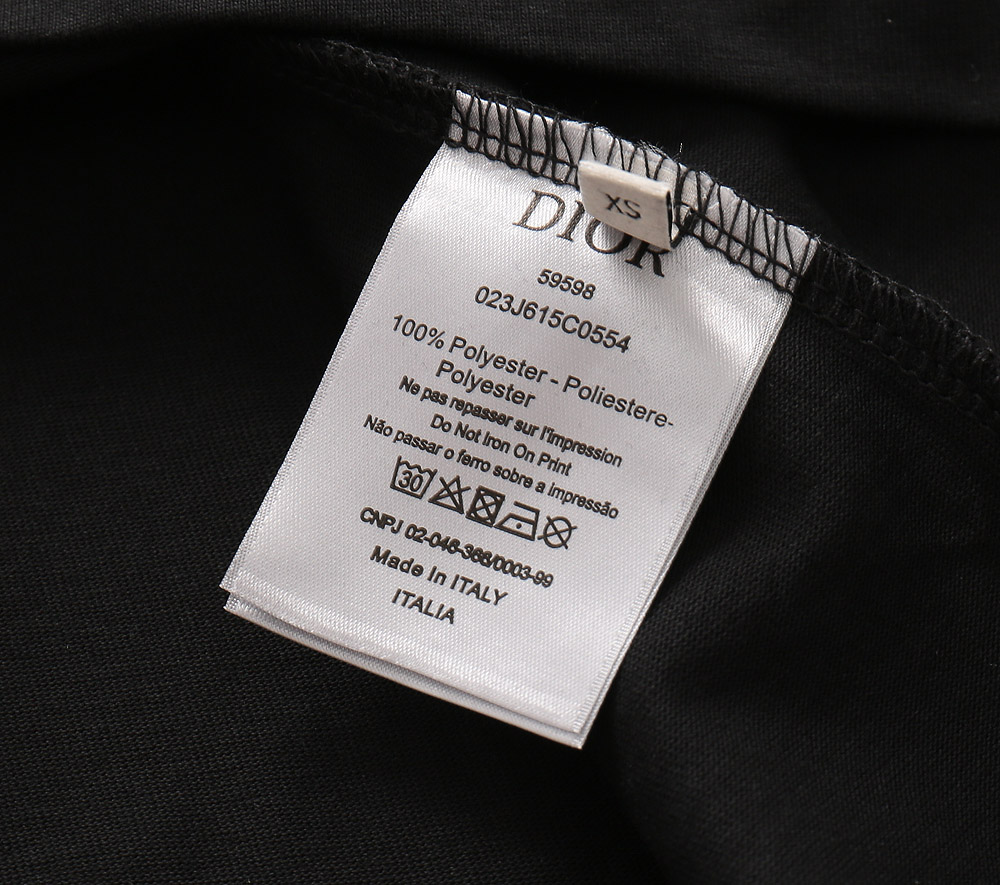 XS
DIOR
59598
023J615C0554
100% Polyester - Poliestere-
Polyester
Ne pas repasser sur l'impression
Do Not Iron On Print
Não passar o ferro sobre a impressão
30
CNPJ 02-046-368/0003-99
Made In ITALY
ITALIA